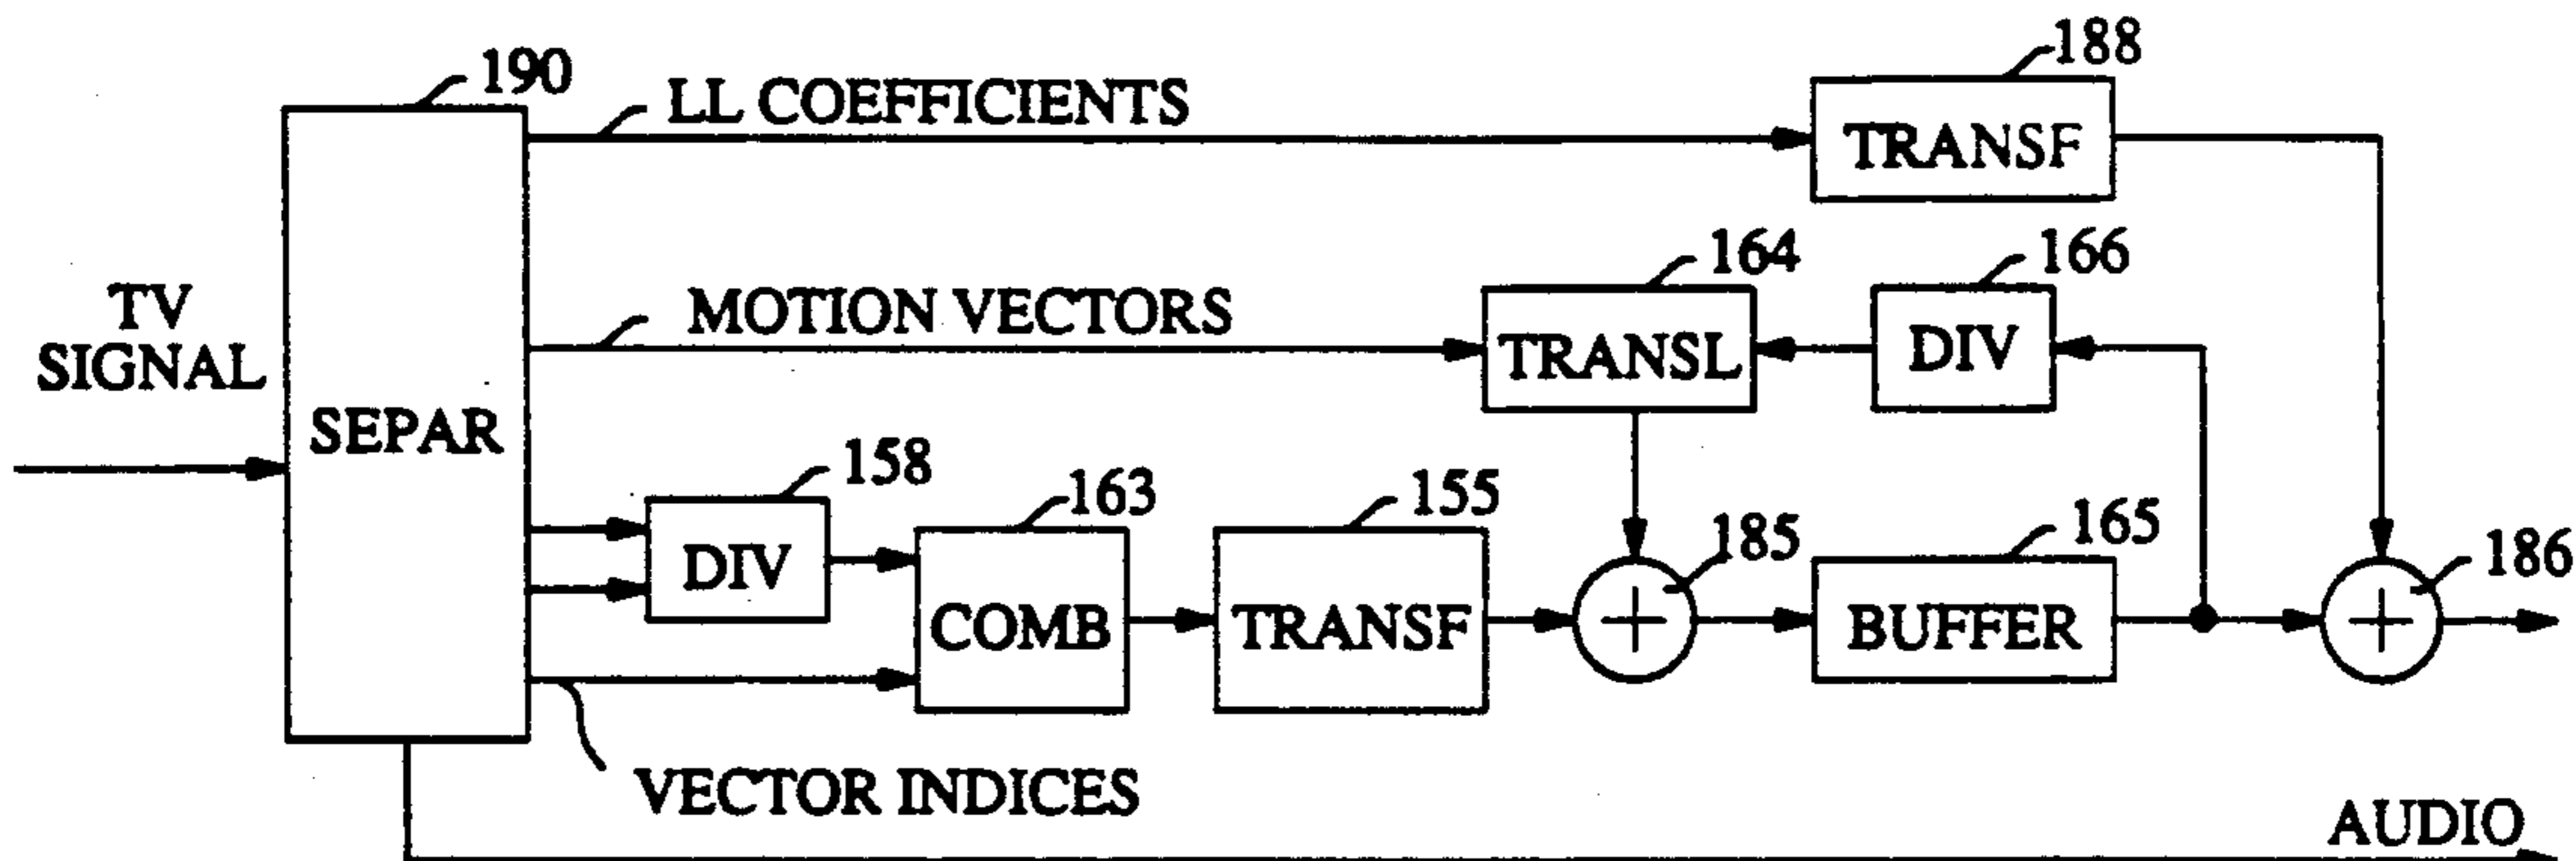 190
LL COEFFICIENTS
188
TRANSF
TV
SIGNAL
MOTION VECTORS
164
TRANSL
166
DIV
SEPAR
158
DIV
163
COMB
155
TRANSF
185
+
165
BUFFER
186
+
VECTOR INDICES
AUDIO